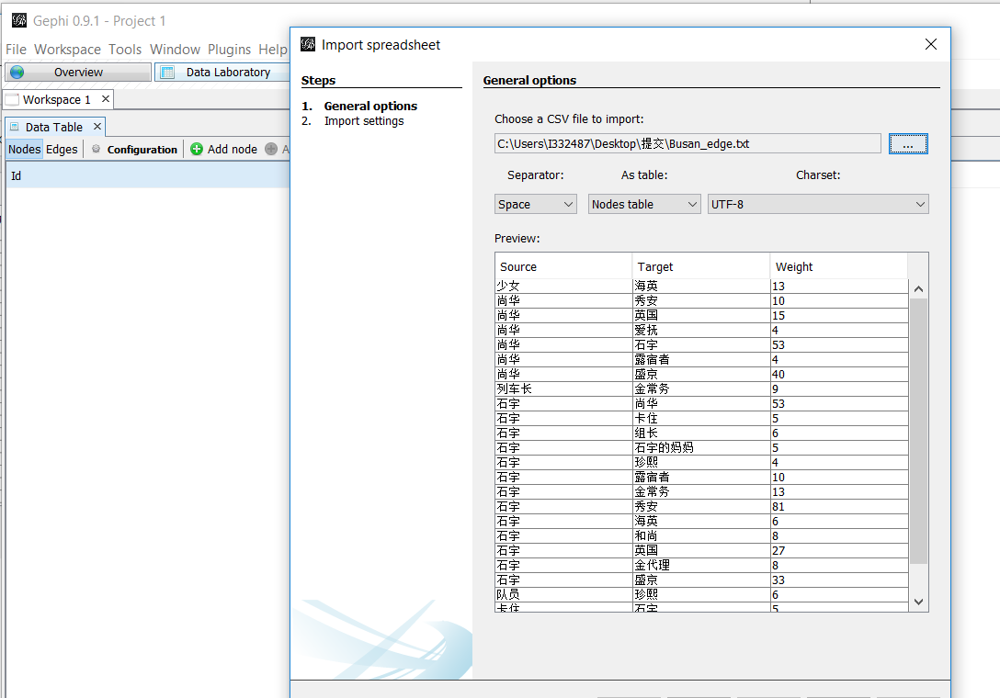 Gephi 0.9.1 - Project 1
File Workspace Tools Window Plugins Help
Overview
Data Laboratory
Workspace 1
Data Table
Nodes Edges Configuration Add node A
Id
Import spreadsheet
Steps
1. General options
2. Import settings
General options
Choose a CSV file to import:
C:\Users\I332487\Desktop\提交\Busan_edge.txt
...
Separator: As table: Charset:
Space Nodes table UTF-8
Preview:
Source Target Weight
少女 海英 13
尚华 秀安 10
尚华 英国 15
尚华 爱抚 4
尚华 石宇 53
尚华 露宿者 4
尚华 盛京 40
列车长 金常务 9
石宇 尚华 53
石宇 卡住 5
石宇 组长 6
石宇 石宇的妈妈 5
石宇 珍熙 4
石宇 露宿者 10
石宇 金常务 13
石宇 秀安 81
石宇 海英 6
石宇 和尚 8
石宇 英国 27
石宇 金代理 8
石宇 盛京 33
队员 珍熙 6
卡住 石宇 5